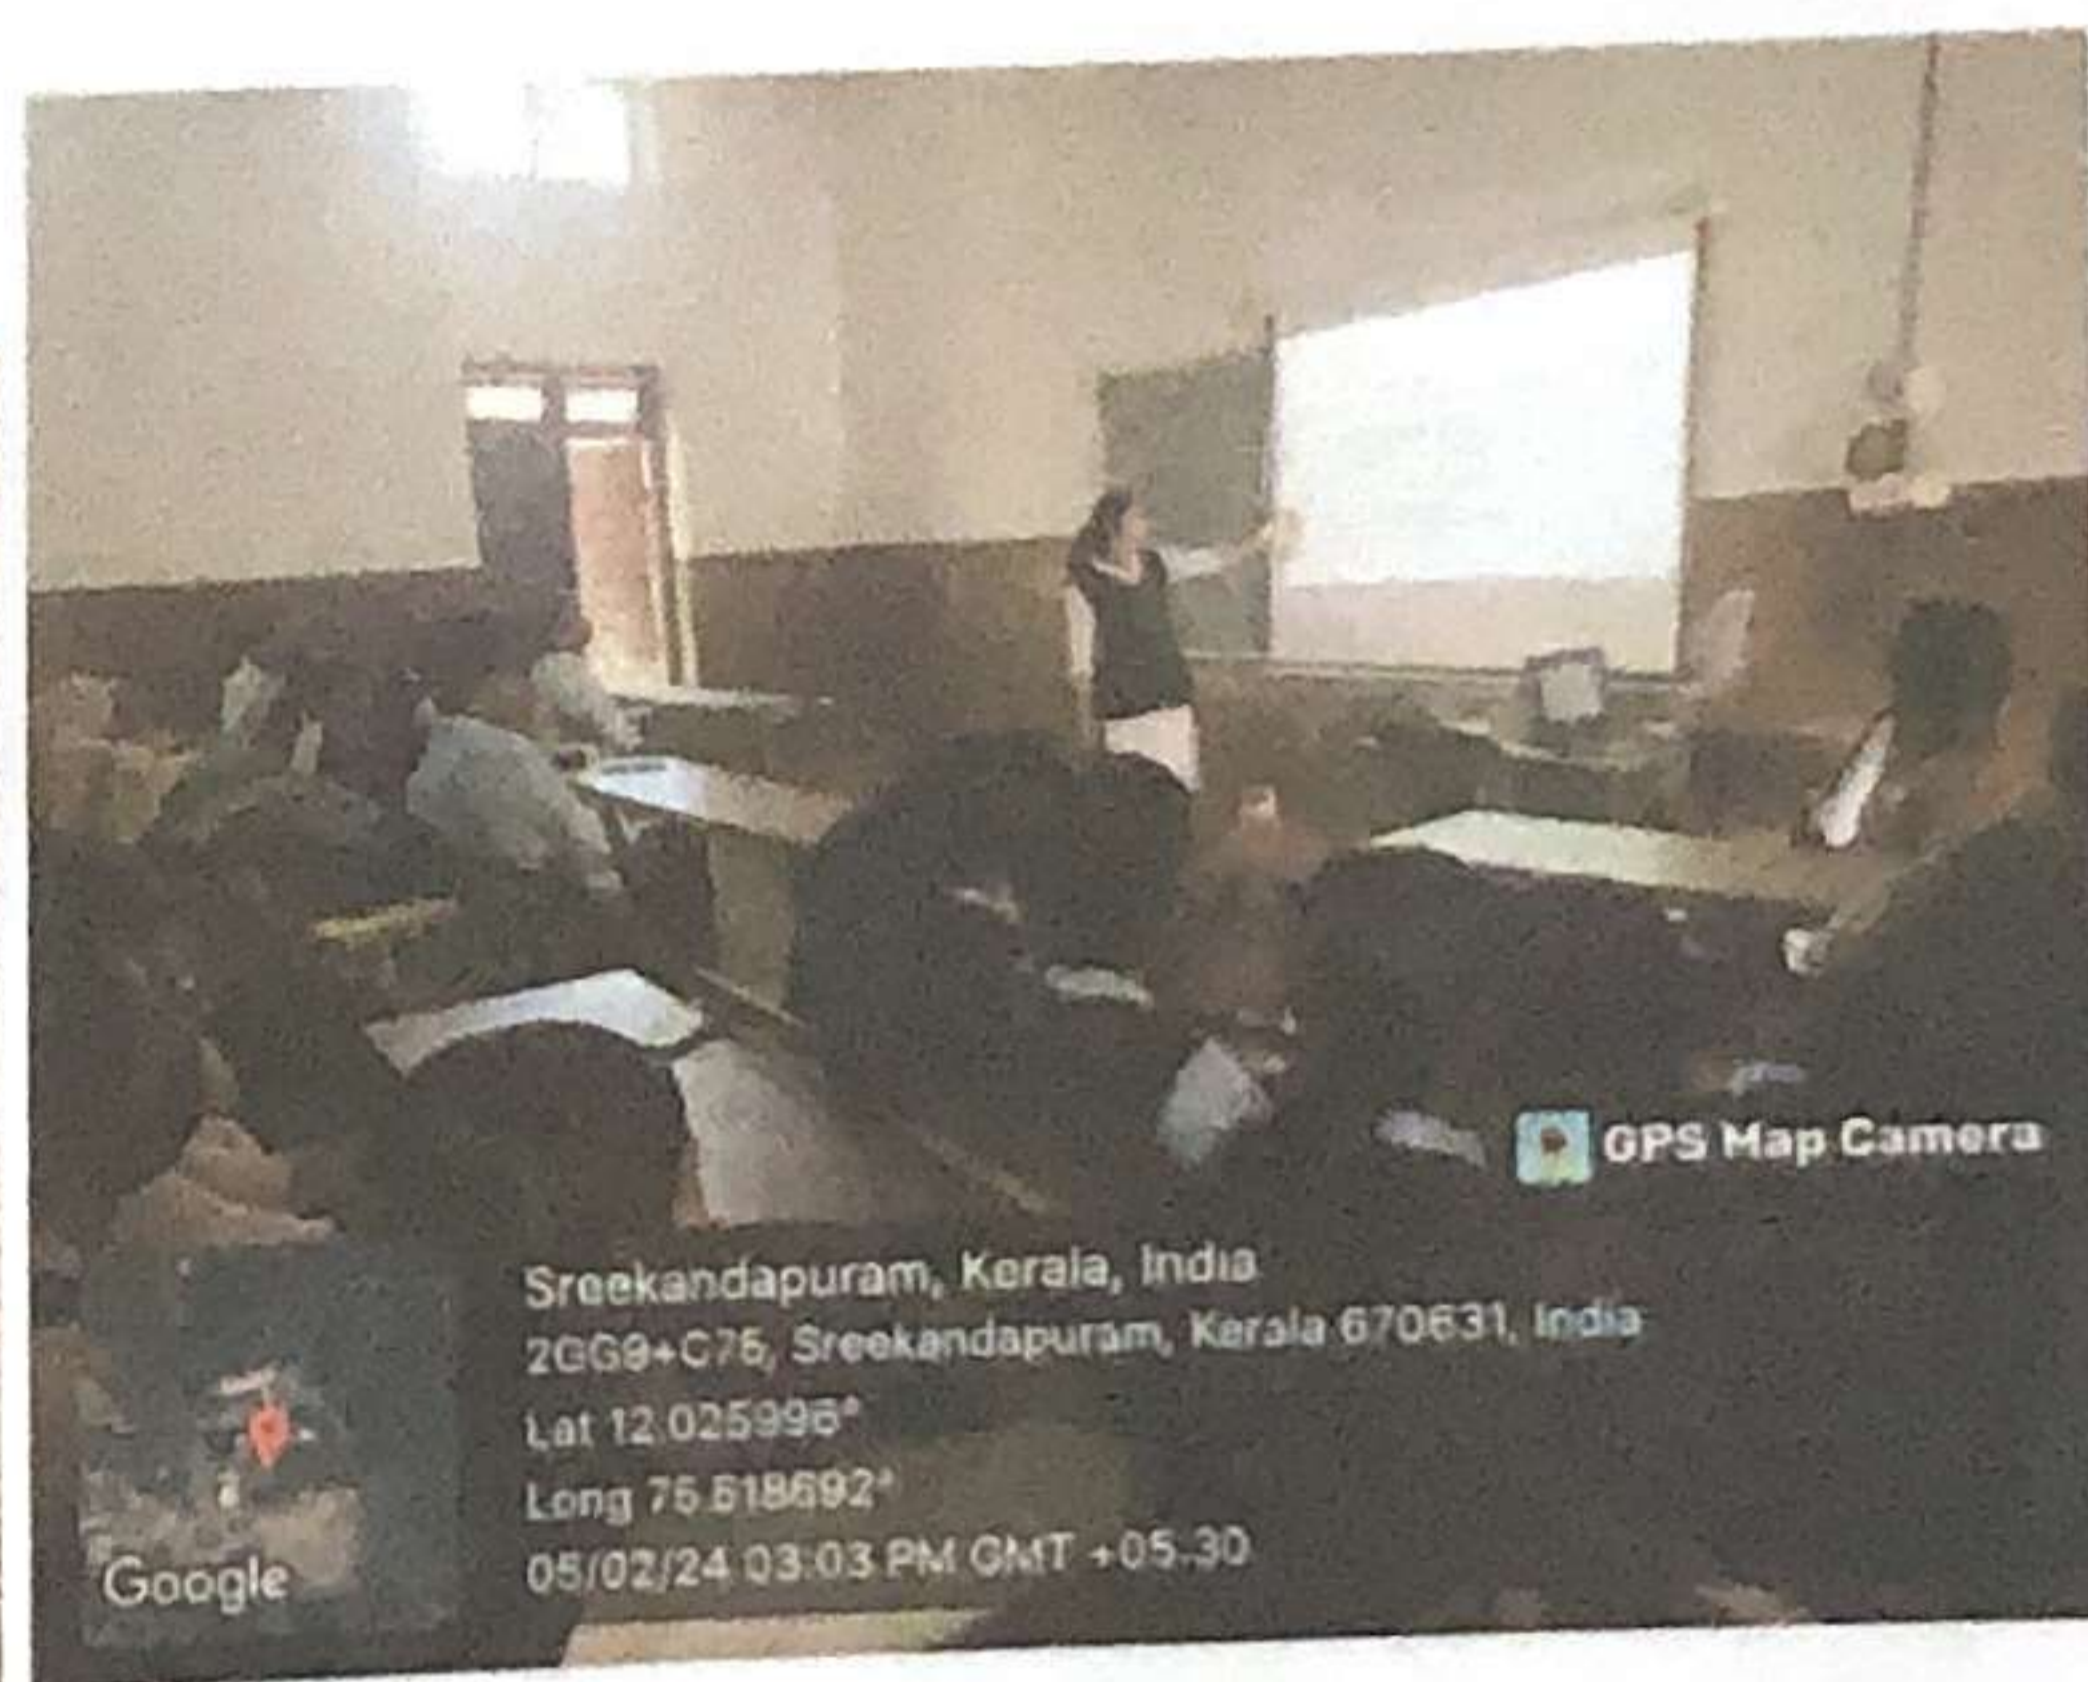 GPS Map Camera
Sreekandapuram, Kerala, India
2GG9+C75, Sreekandapuram, Kerala 670631, India
Lat 12.025996°
Long 75.518692°
05/02/24 03:03 PM GMT +05:30
Google